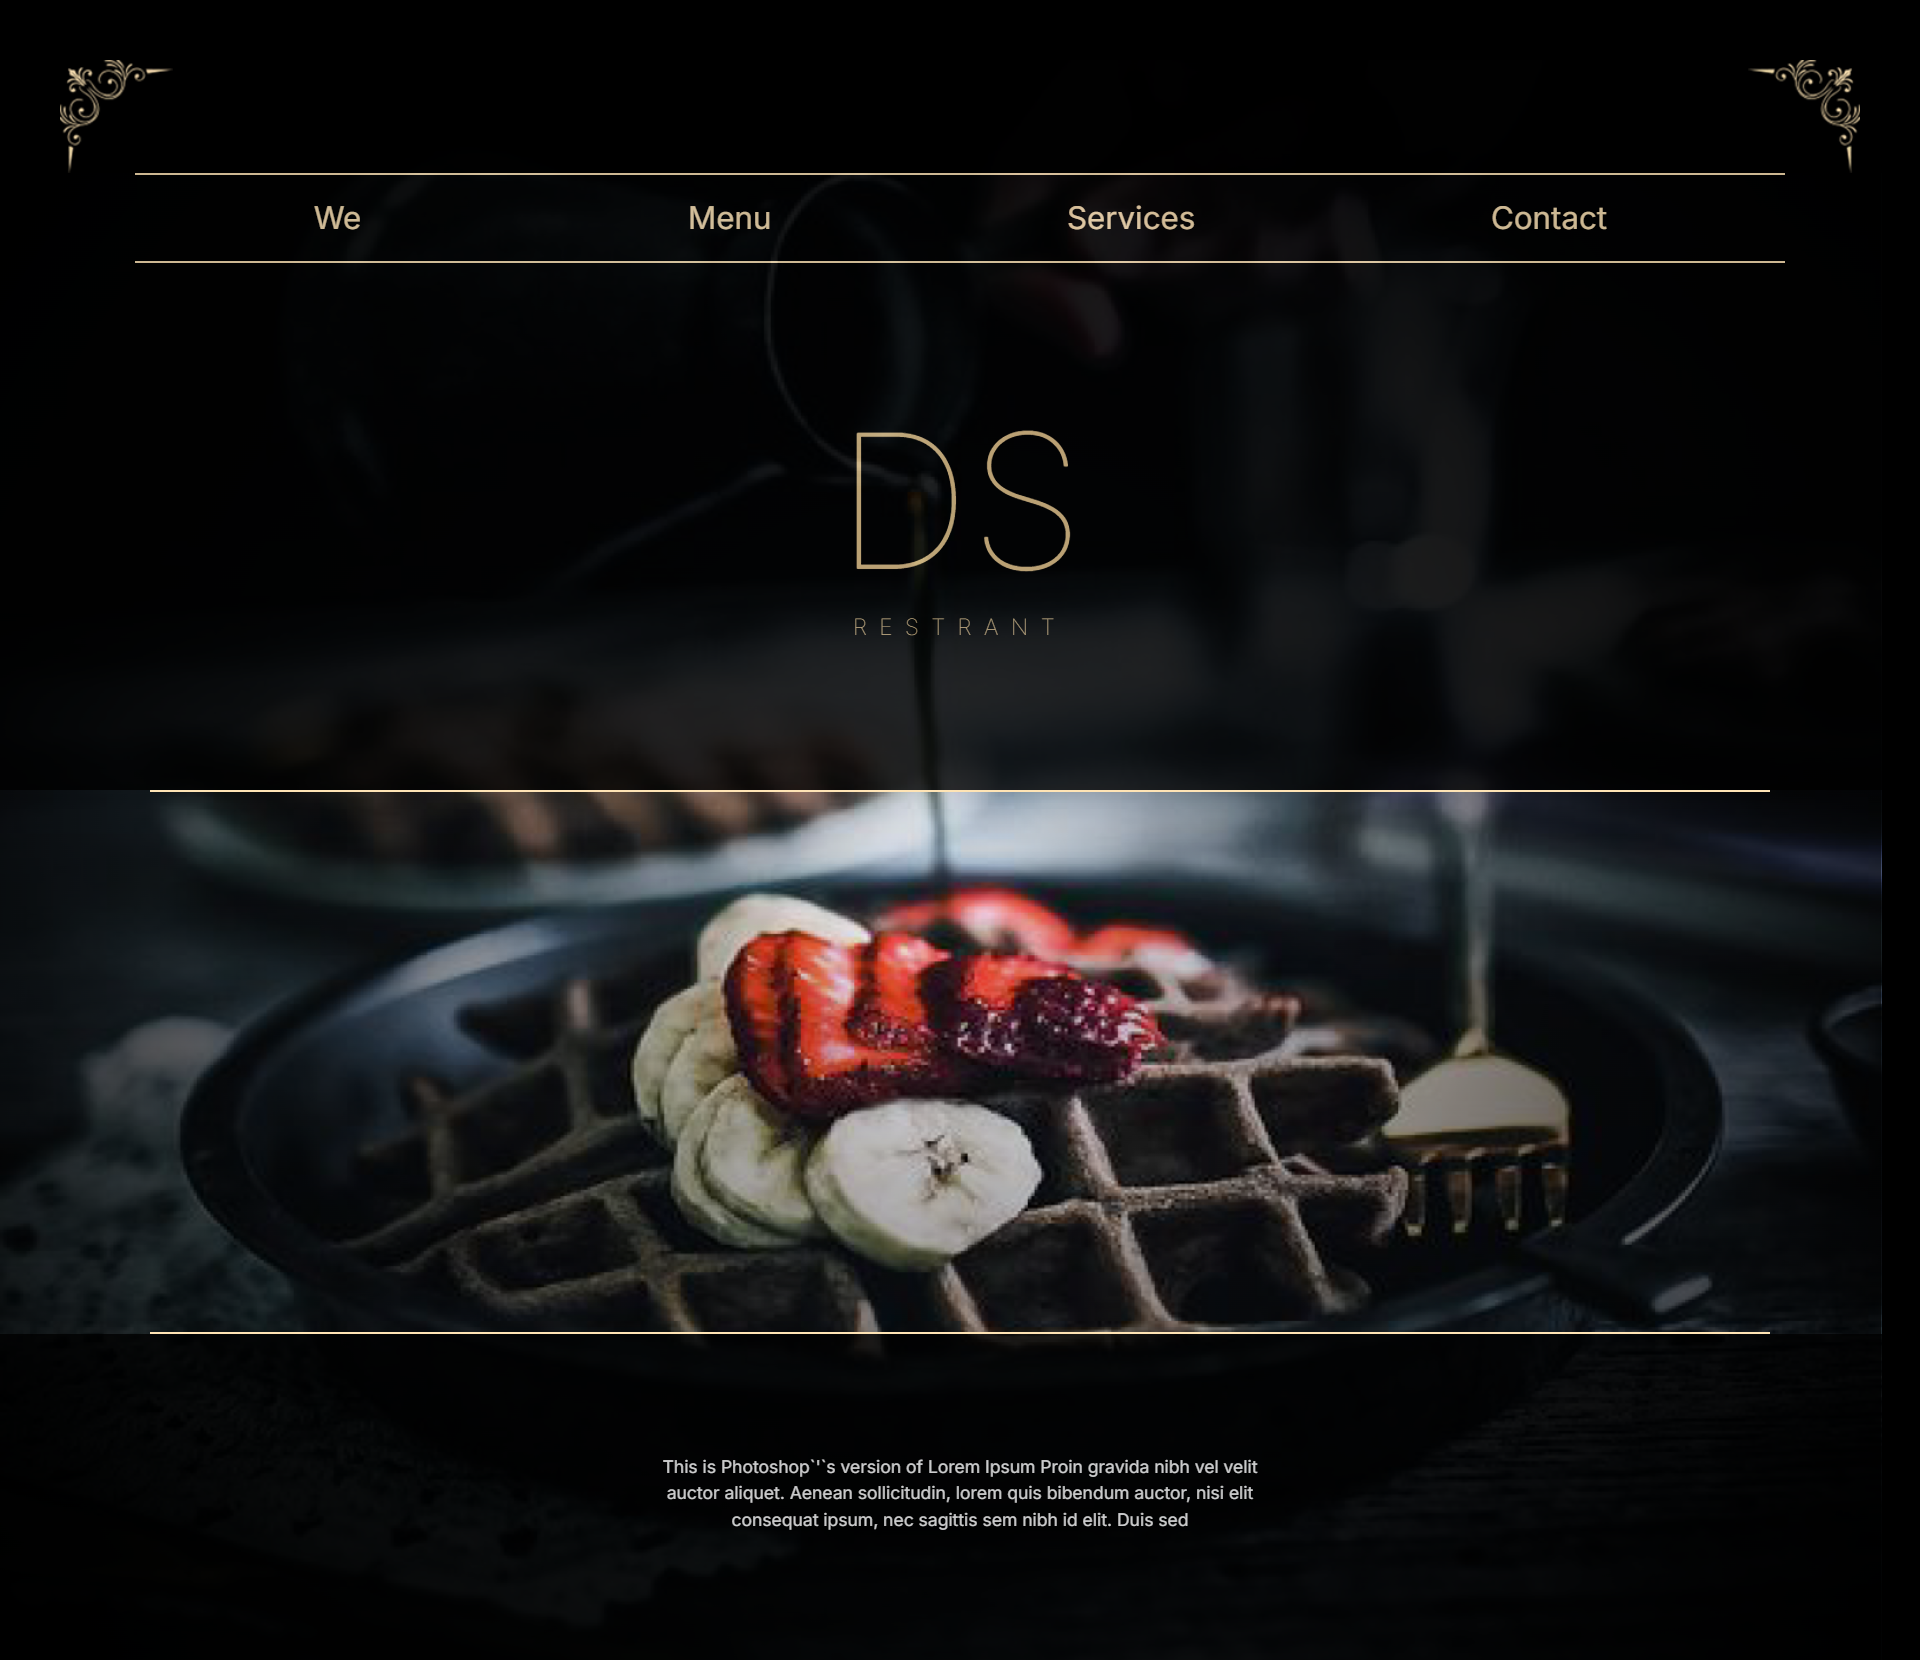 We
Menu
Services
Contact
DS
RESTRANT
This is Photoshop`'`s version of Lorem Ipsum Proin gravida nibh vel velit
auctor aliquet. Aenean sollicitudin, lorem quis bibendum auctor, nisi elit
consequat ipsum, nec sagittis sem nibh id elit. Duis sed